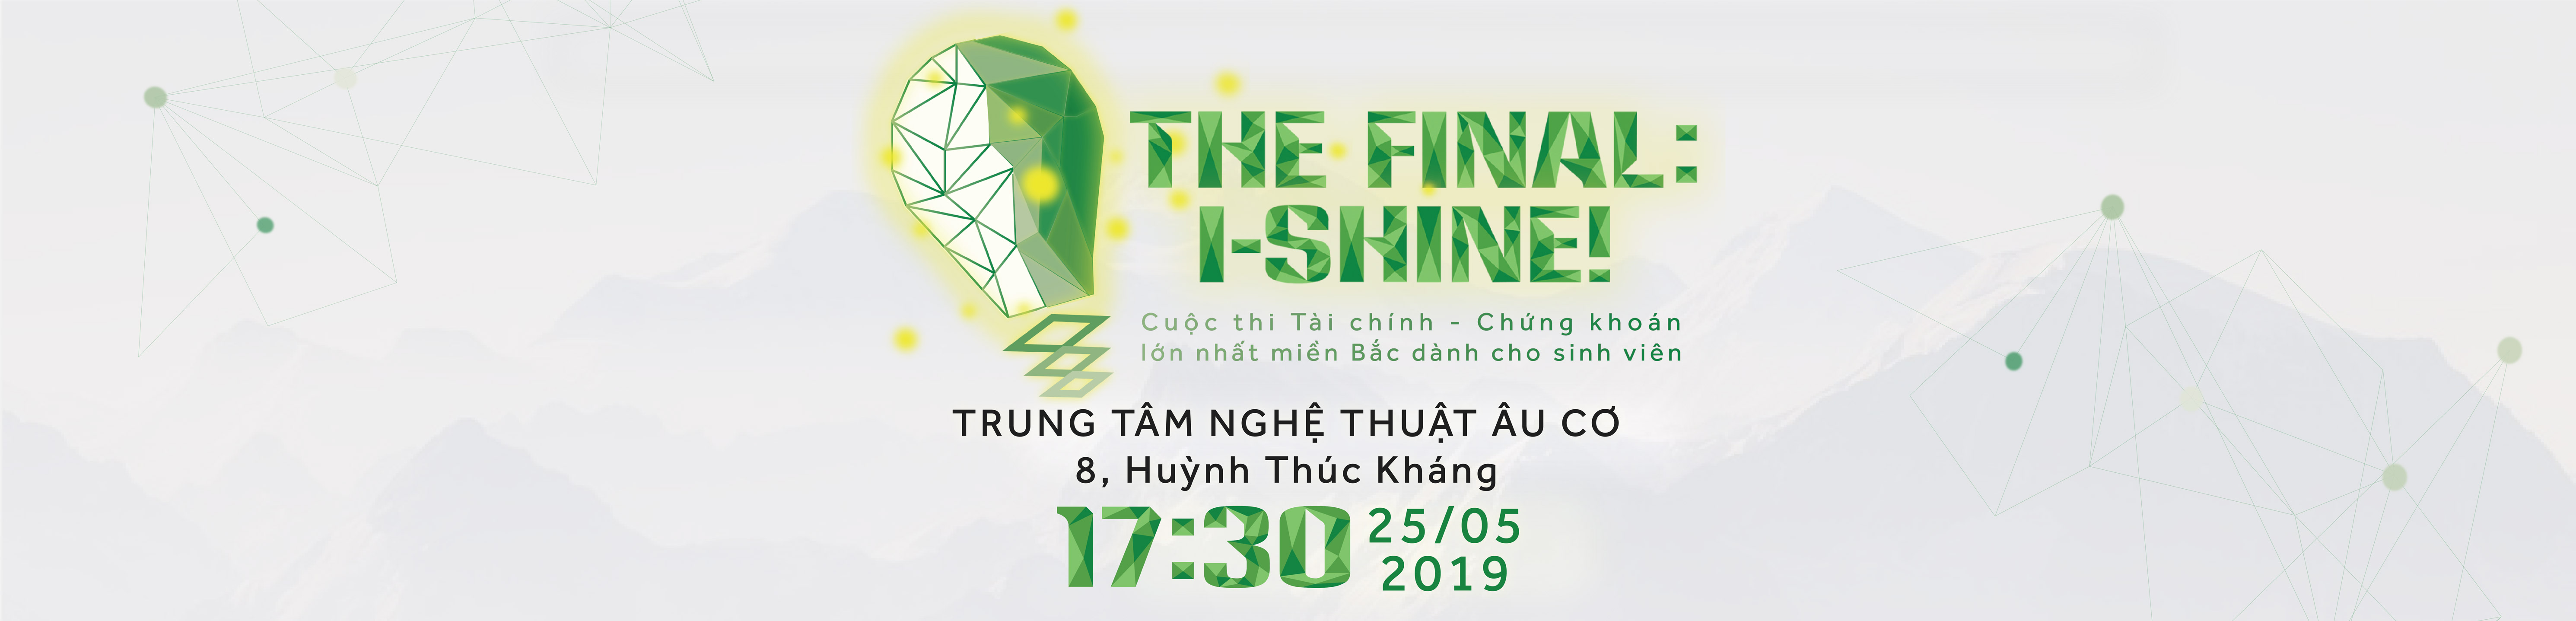 THE FINAL:
I-SHINE!
Cuộc thi Tài chính - Chứng khoán
lớn nhất miền Bắc dành cho sinh viên
TRUNG TÂM NGHỆ THUẬT ÂU CƠ
8, Huỳnh Thúc Kháng
17:30 25/05
2019